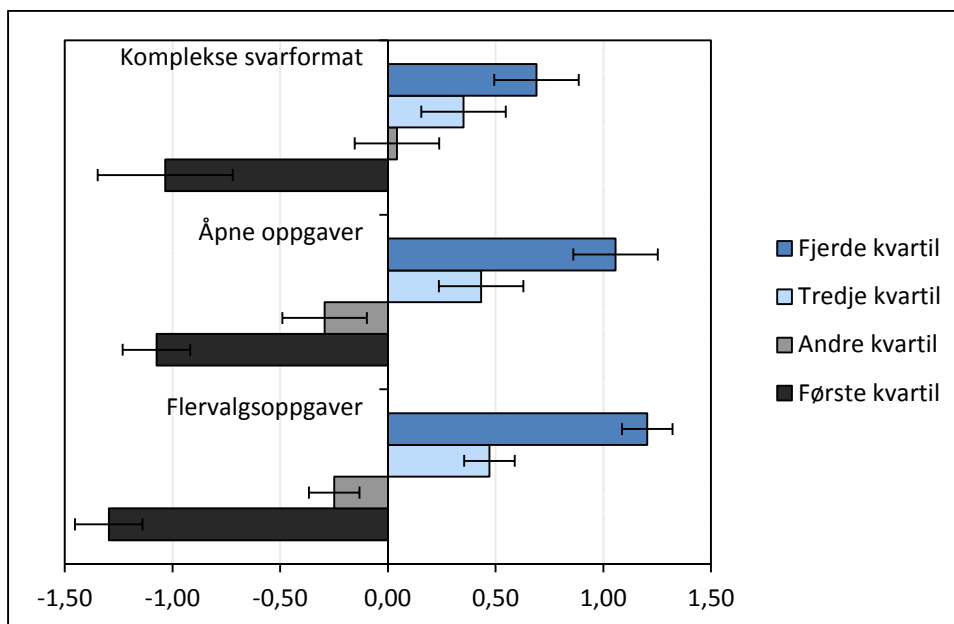 Komplekse svarformat
Åpne oppgaver
Flervalgsoppgaver
Fjerde kvartil
Tredje kvartil
Andre kvartil
Første kvartil
-1,50 -1,00 -0,50 0,00 0,50 1,00 1,50